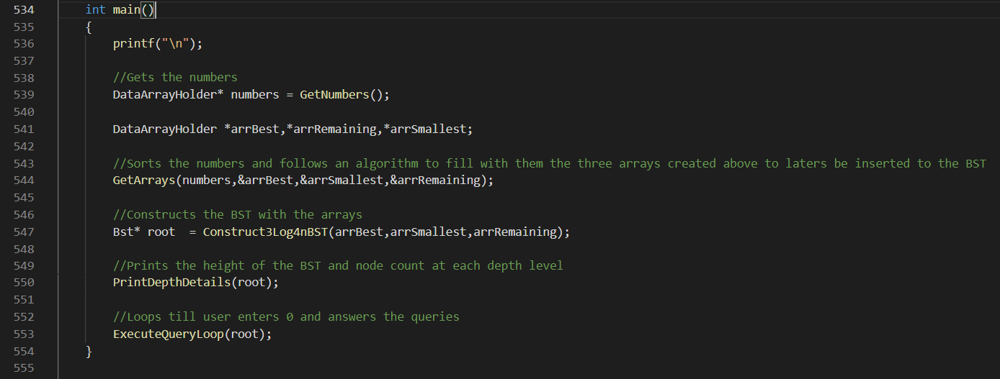 534 int main()
535 {
536 printf("\n");
537
538 //Gets the numbers
539 DataArrayHolder* numbers = GetNumbers();
540
541 DataArrayHolder *arrBest,*arrRemaining,*arrSmallest;
542
543 //Sorts the numbers and follows an algorithm to fill with them the three arrays created above to laters be inserted to the BST
544 GetArrays(numbers,&arrBest,&arrSmallest,&arrRemaining);
545
546 //Constructs the BST with the arrays
547 Bst* root  = Construct3Log4nBST(arrBest,arrSmallest,arrRemaining);
548
549 //Prints the height of the BST and node count at each depth level
550 PrintDepthDetails(root);
551
552 //Loops till user enters 0 and answers the queries
553 ExecuteQueryLoop(root);
554 }
555